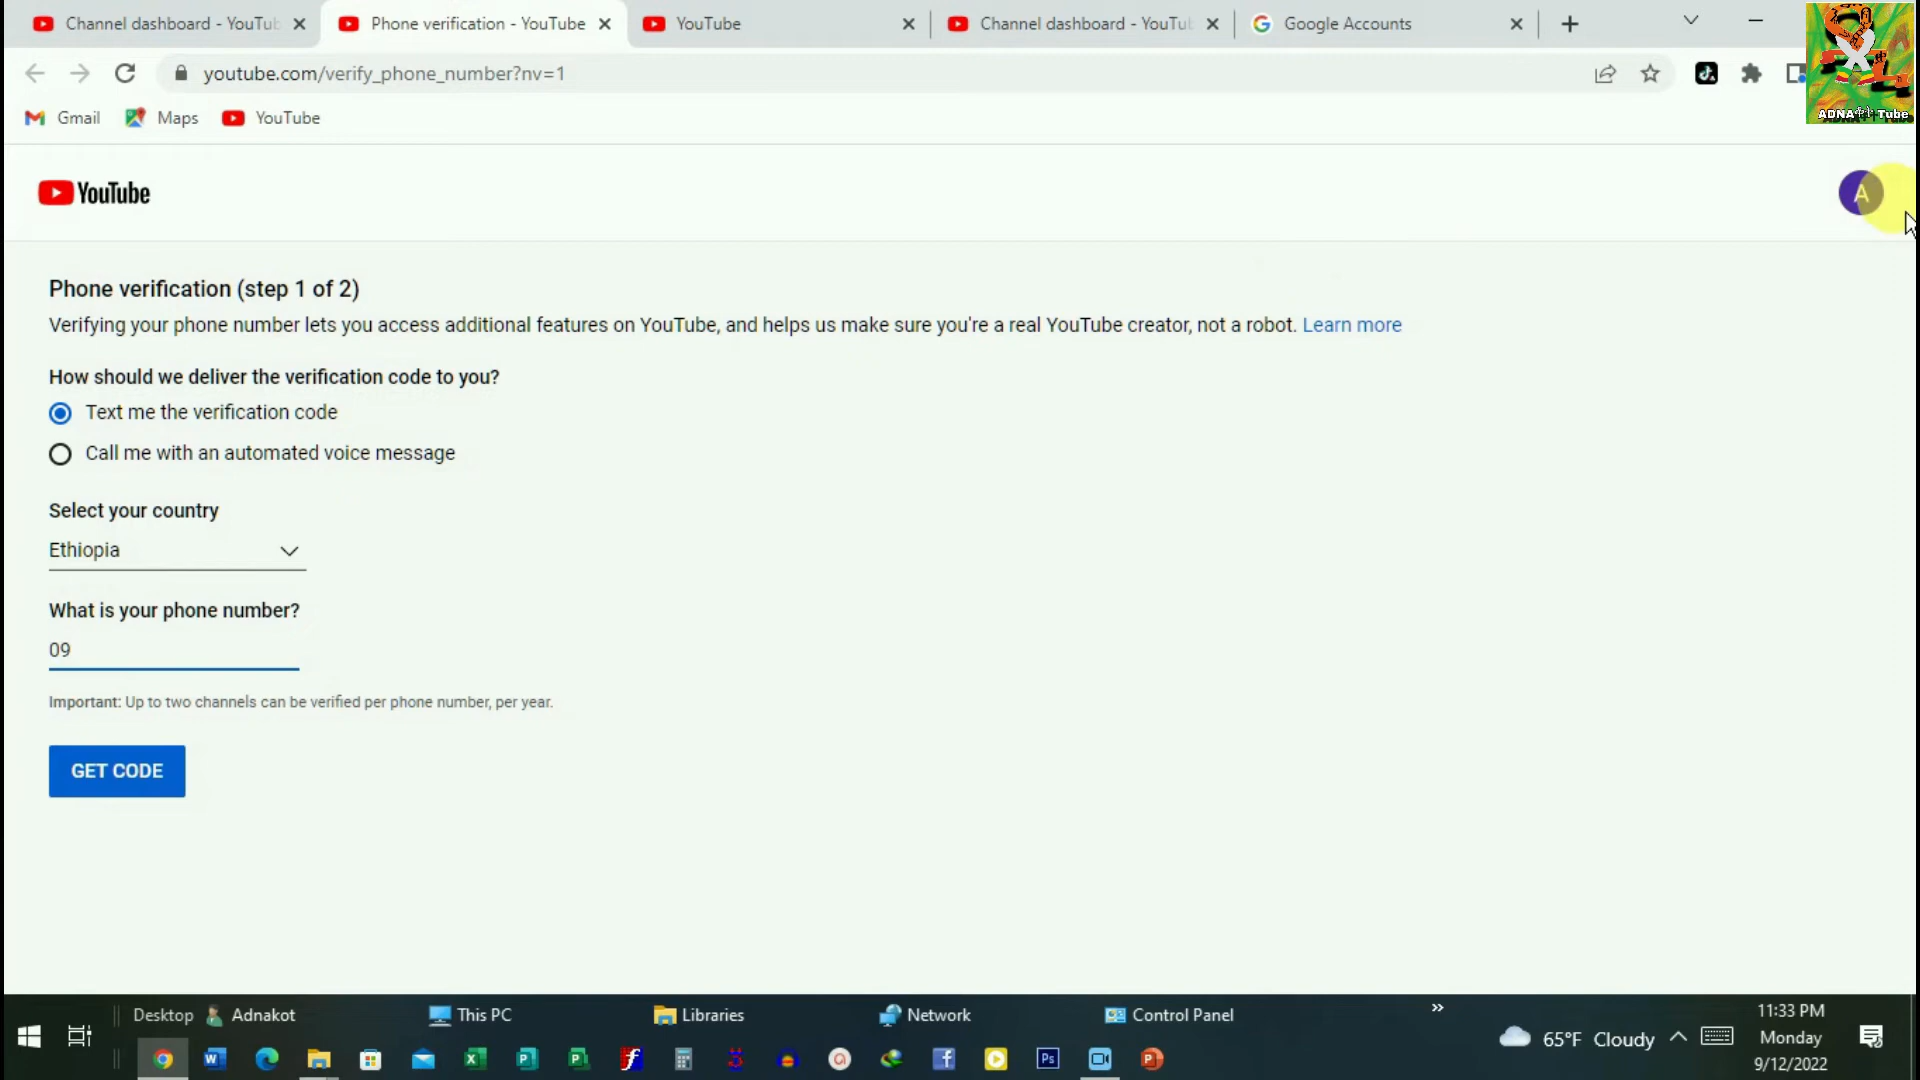 Channel dashboard - YouTub
Phone verification - YouTube
YouTube
Channel dashboard - YouTub
Google Accounts
youtube.com/verify_phone_number?nv=1
Gmail
Maps
YouTube
Tube
YouTube
A
Phone verification (step 1 of 2)
Verifying your phone number lets you access additional features on YouTube, and helps us make sure you're a real YouTube creator, not a robot. Learn more
How should we deliver the verification code to you?
Text me the verification code
Call me with an automated voice message
Select your country
Ethiopia
What is your phone number?
09
Important: Up to two channels can be verified per phone number, per year.
GET CODE
Desktop
Adnakot
This PC
Libraries
Network
Control Panel
65°F Cloudy
11:33 PM
Monday
9/12/2022